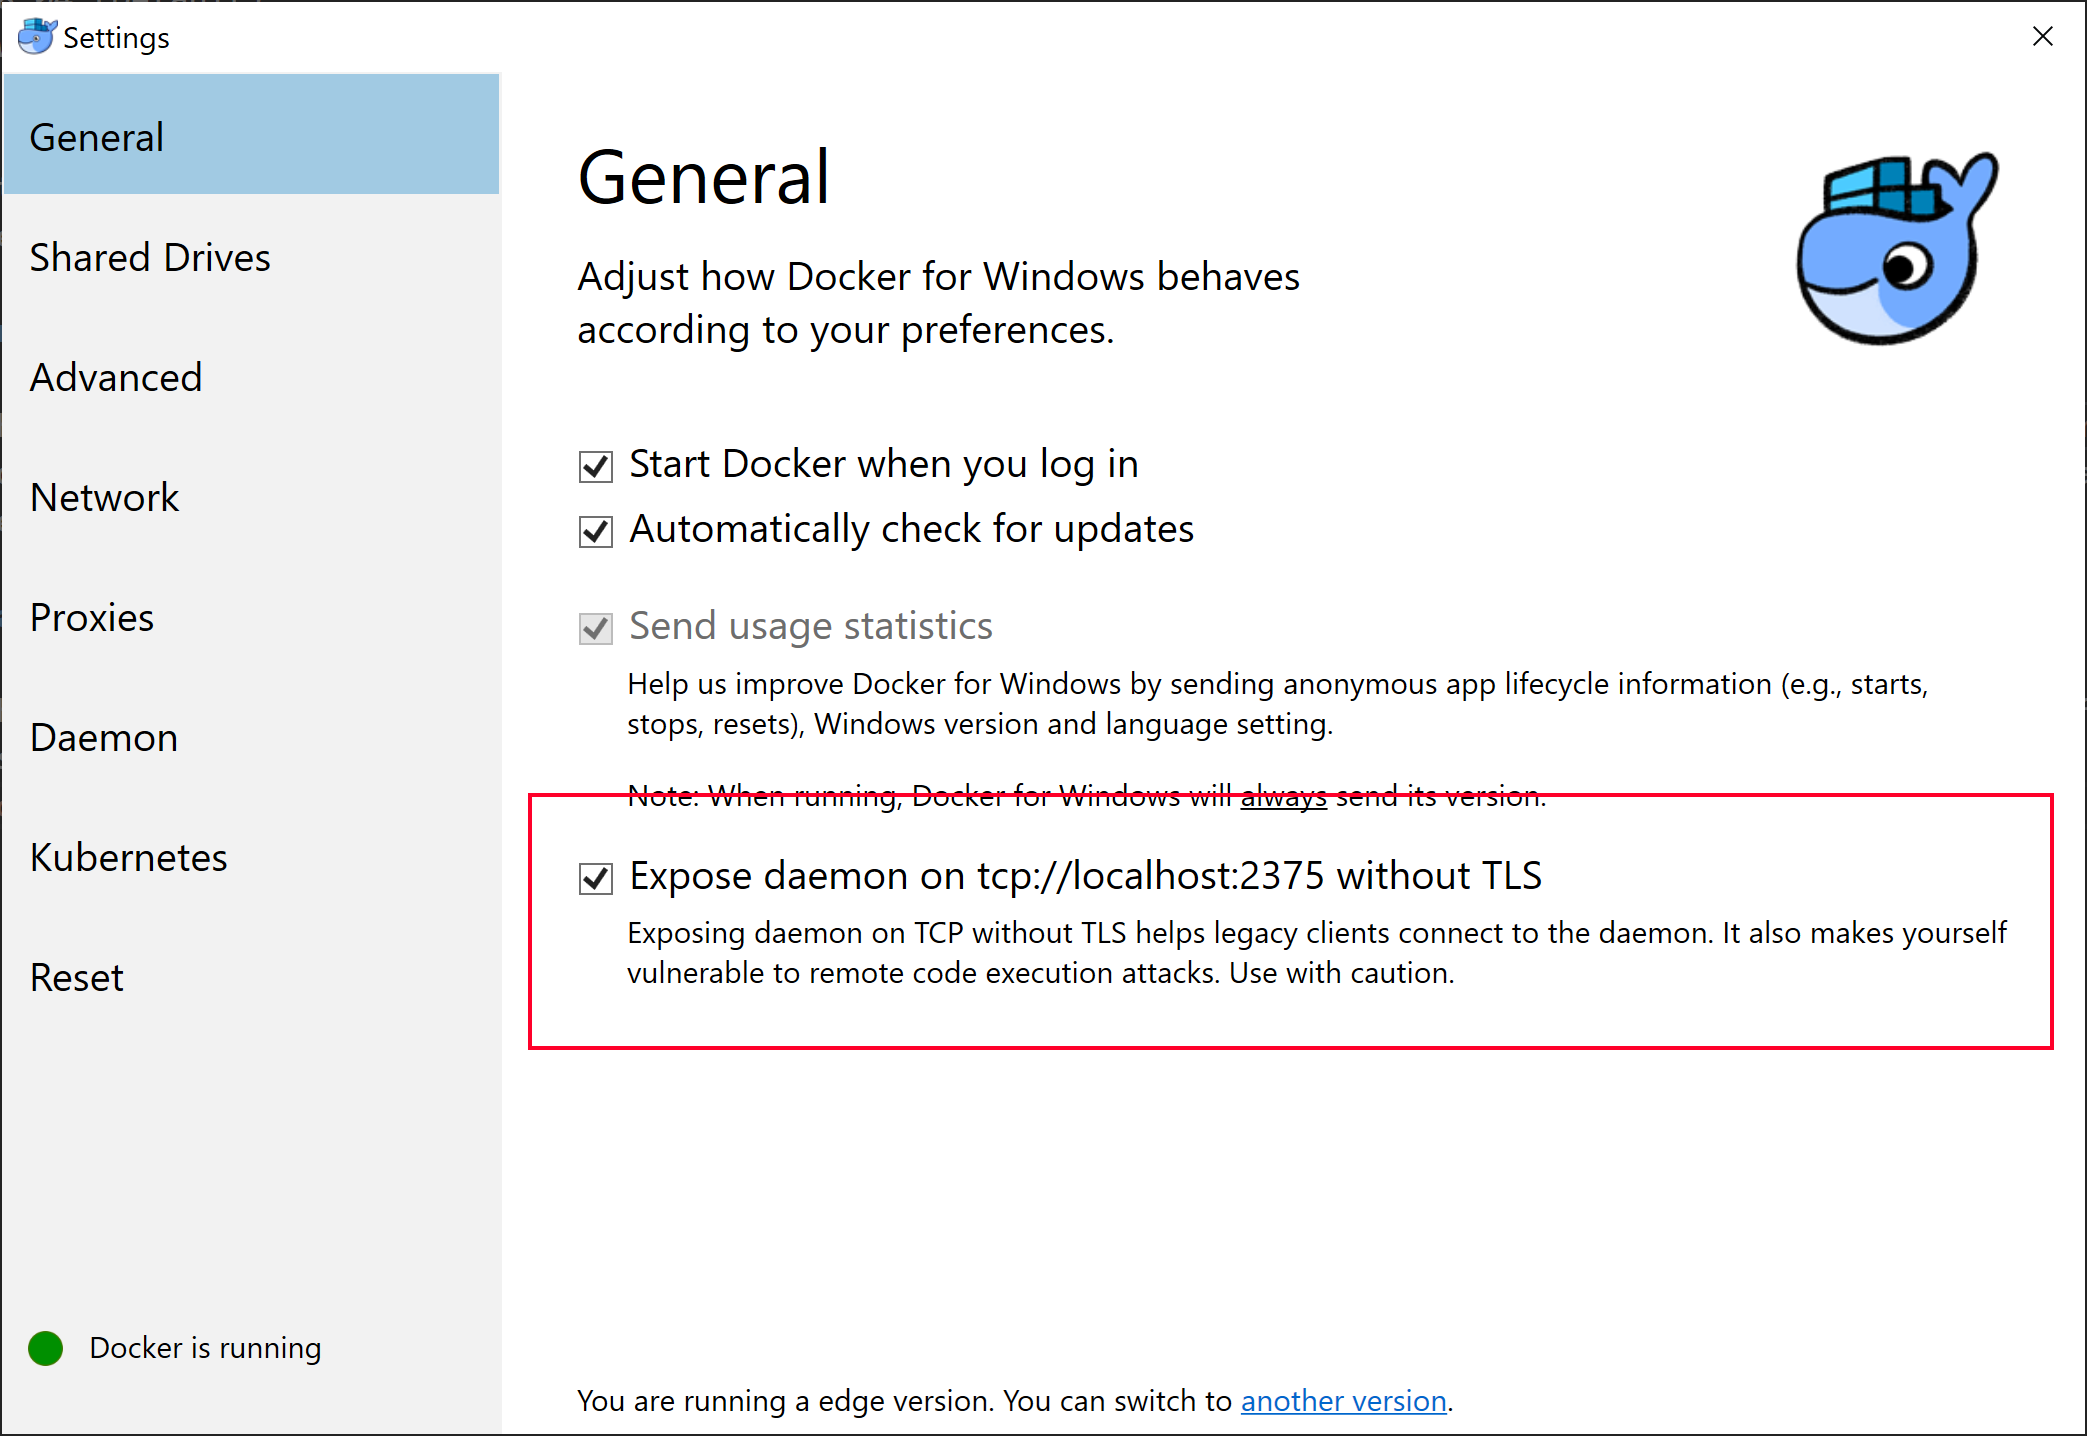 Settings
General
Shared Drives
Advanced
Network
Proxies
Daemon
Kubernetes
Reset
Docker is running
General
Adjust how Docker for Windows behaves
according to your preferences.
Start Docker when you log in
Automatically check for updates
Send usage statistics
Help us improve Docker for Windows by sending anonymous app lifecycle information (e.g., starts,
stops, resets), Windows version and language setting.
Note: When running, Docker for Windows will always send its version.
Expose daemon on tcp://localhost:2375 without TLS
Exposing daemon on TCP without TLS helps legacy clients connect to the daemon. It also makes yourself
vulnerable to remote code execution attacks. Use with caution.
You are running a edge version. You can switch to another version.